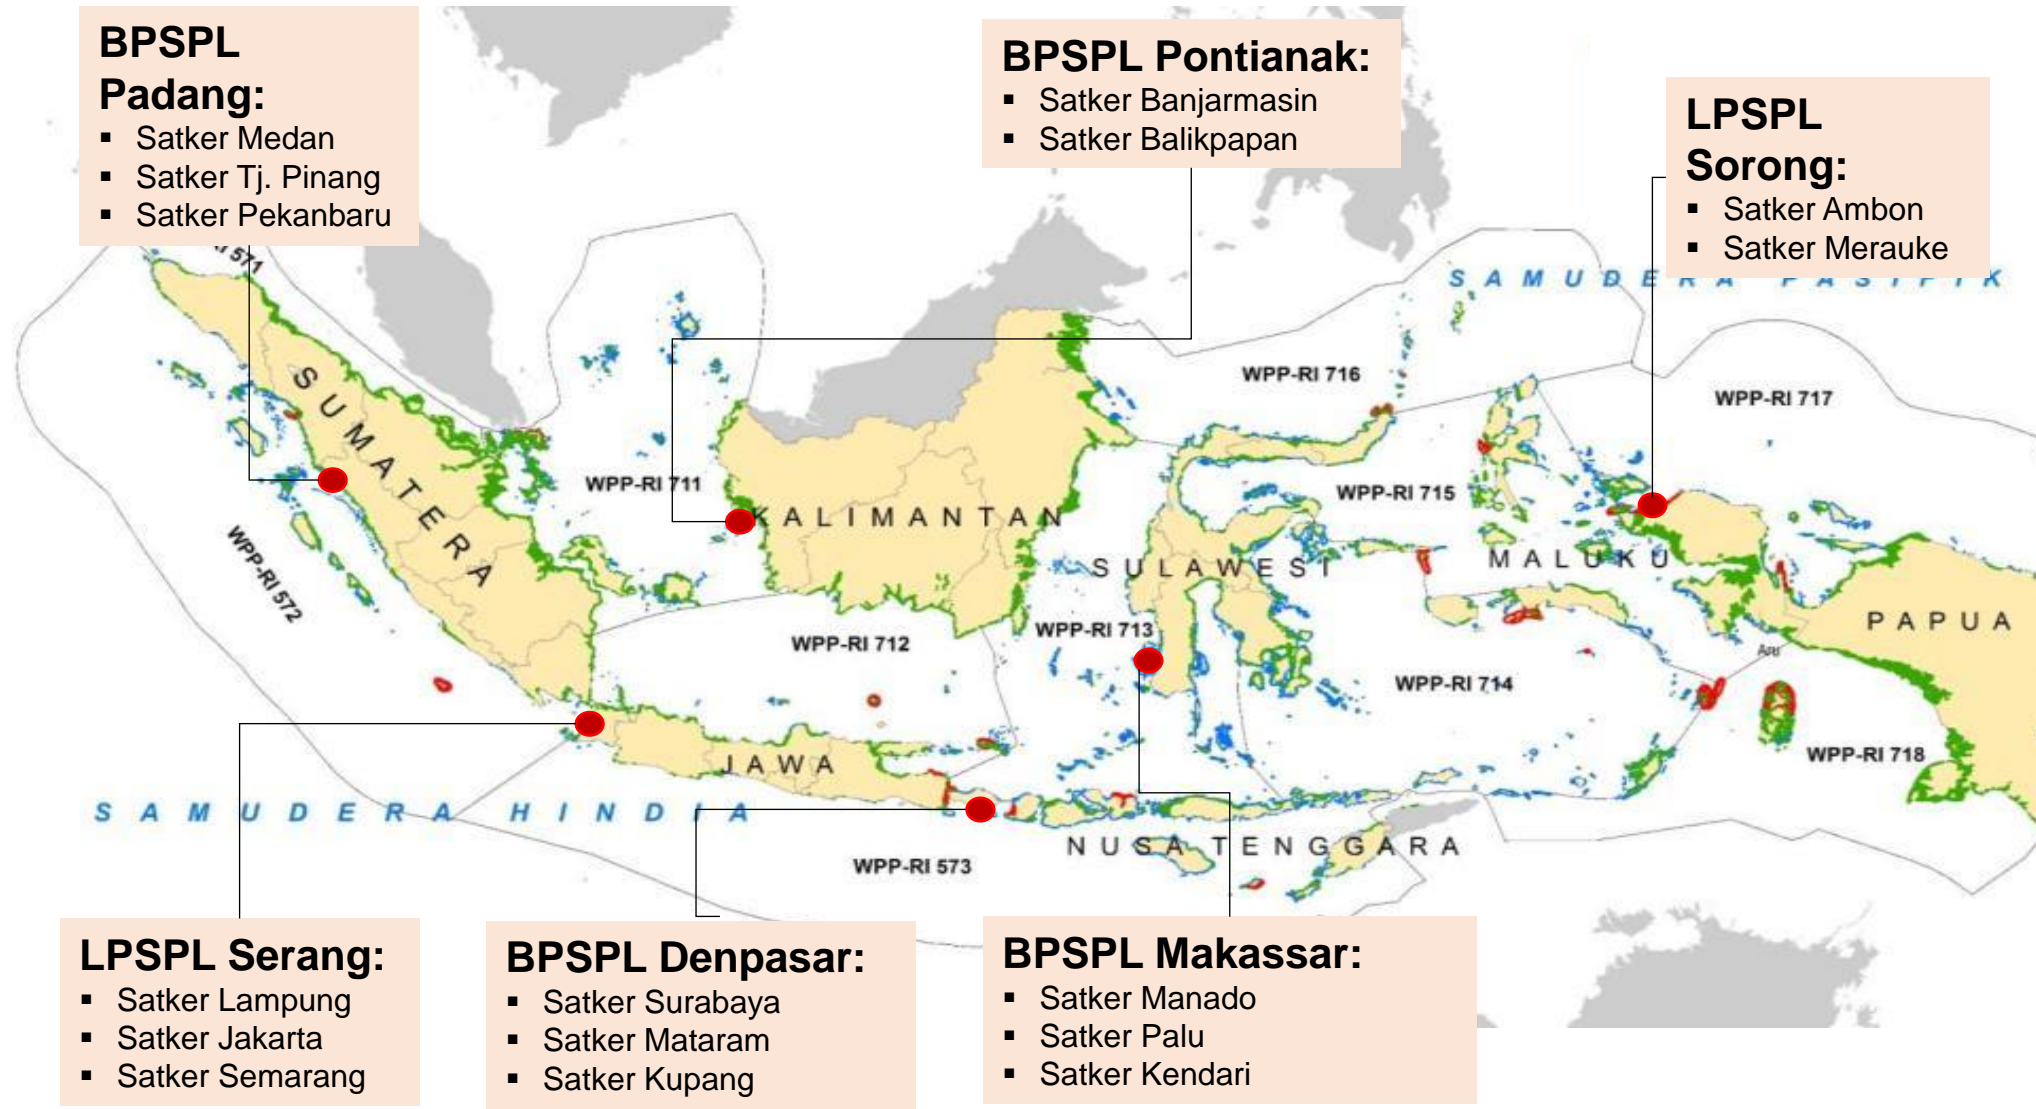 BPSPL
Padang:
▪ Satker Medan
▪ Satker Tj. Pinang
▪ Satker Pekanbaru
BPSPL Pontianak:
▪ Satker Banjarmasin
▪ Satker Balikpapan
LPSPL
Sorong:
▪ Satker Ambon
▪ Satker Merauke
571
SAMUDERA PASIFIK
WPP-RI 716
WPP-RI 717
SUMATERA
WPP-RI 711
WPP-RI 715
KALIMANTAN
WPP-RI 572
SULAWESI
MALUKU
WPP-RI 712
WPP-RI 713
PAPUA
Aru
WPP-RI 714
WPP-RI 718
JAWA
SAMUDERA HINDIA
NUSA TENGGARA
WPP-RI 573
LPSPL Serang:
▪ Satker Lampung
▪ Satker Jakarta
▪ Satker Semarang
BPSPL Denpasar:
▪ Satker Surabaya
▪ Satker Mataram
▪ Satker Kupang
BPSPL Makassar:
▪ Satker Manado
▪ Satker Palu
▪ Satker Kendari